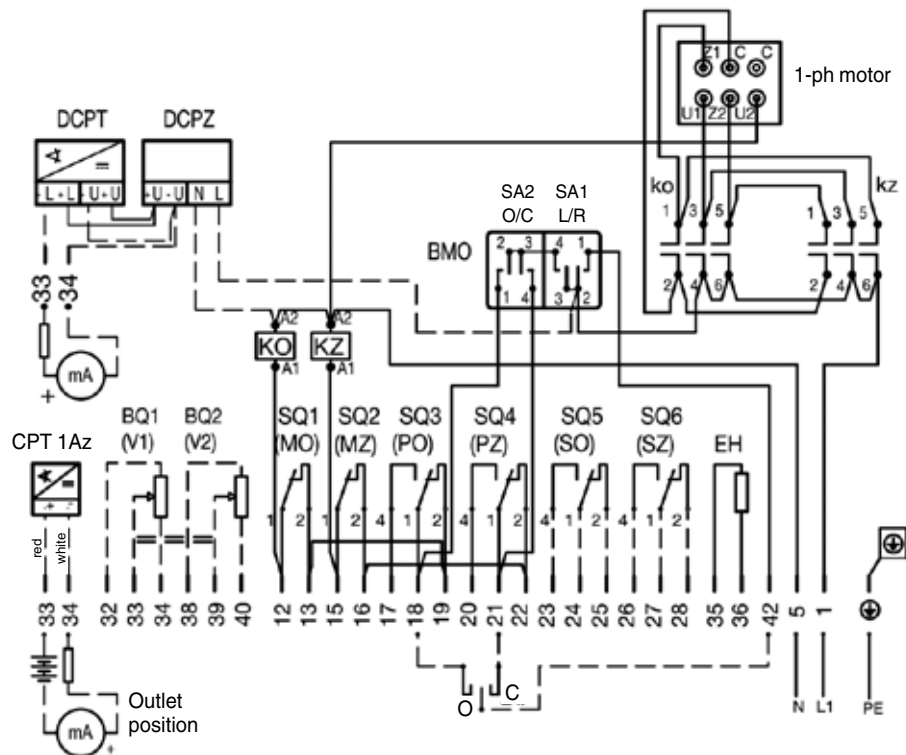 Z1 C C
1-ph motor
U1 Z2 U2
DCPT
DCPZ
- L + L - U + U
+ U - U N L
SA2 SA1
O/C L/R
BMO
2 3 4 1
1 4 3 2
ko
kz
1 3 5
1 3 5
2 4 6
2 4 6
33 34
mA
+
A2 A2
KO KZ
A1 A1
CPT 1Az
- + -
red
white
BQ1
(V1)
BQ2
(V2)
SQ1
(MO)
SQ2
(MZ)
SQ3
(PO)
SQ4
(PZ)
SQ5
(SO)
SQ6
(SZ)
EH
1 2 1 2 4 1 2 4 1 2 4 1 2 4 1 2
33 34 32 33 34 38 39 40 12 13 15 16 17 18 19 20 21 22 23 24 25 26 27 28 35 36 42 5 1
O C
N L1 PE
Outlet
position
mA
+